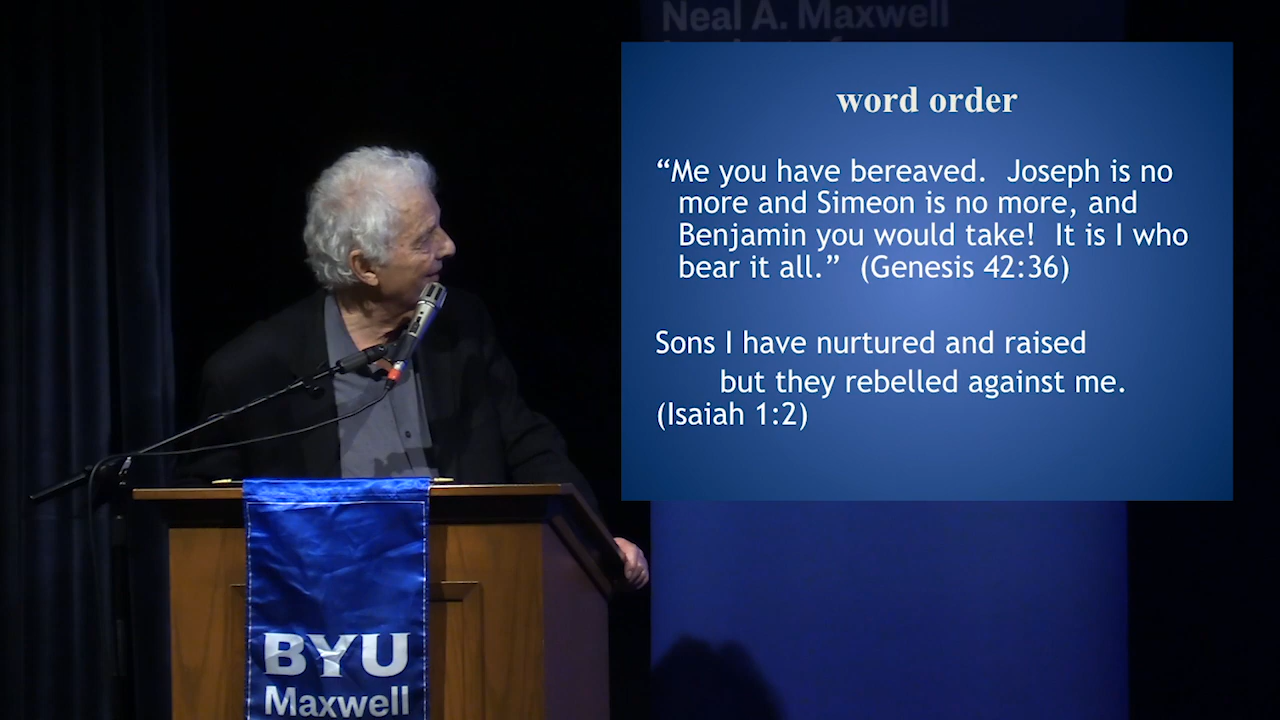 Neal A. Maxwell
word order
“Me you have bereaved. Joseph is no
more and Simeon is no more, and
Benjamin you would take! It is I who
bear it all.” (Genesis 42:36)
Sons I have nurtured and raised
but they rebelled against me.
(Isaiah 1:2)
BYU
Maxwell